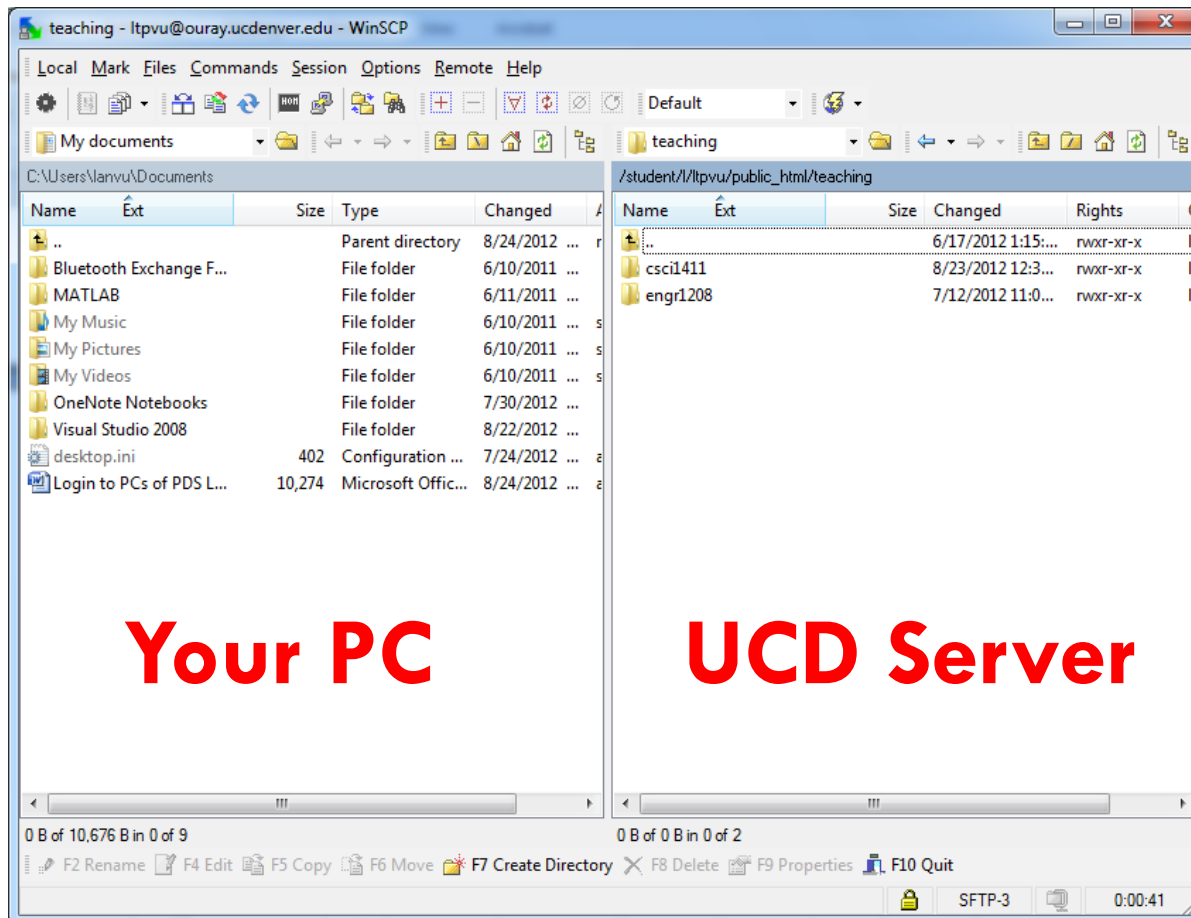 teaching - ltpvu@ouray.ucdenver.edu - WinSCP
Local Mark Files Commands Session Options Remote Help
Default
My documents
teaching
C:\Users\lanvu\Documents
/student/l/ltpvu/public_html/teaching
Name Ext Size Type Changed
Name Ext Size Changed Rights
.. Parent directory 8/24/2012 ... r
.. 6/17/2012 1:15:... rwxr-xr-x
Bluetooth Exchange F... File folder 6/10/2011 ...
csci1411 8/23/2012 12:3... rwxr-xr-x
MATLAB File folder 6/11/2011 ...
engr1208 7/12/2012 11:0... rwxr-xr-x
My Music File folder 6/10/2011 ... s
My Pictures File folder 6/10/2011 ... s
My Videos File folder 6/10/2011 ... s
OneNote Notebooks File folder 7/30/2012 ...
Visual Studio 2008 File folder 8/22/2012 ...
desktop.ini 402 Configuration ... 7/24/2012 ... a
Login to PCs of PDS L... 10,274 Microsoft Offic... 8/24/2012 ... a
Your PC
UCD Server
0 B of 10,676 B in 0 of 9
0 B of 0 B in 0 of 2
F2 Rename F4 Edit F5 Copy F6 Move F7 Create Directory F8 Delete F9 Properties F10 Quit
SFTP-3 0:00:41